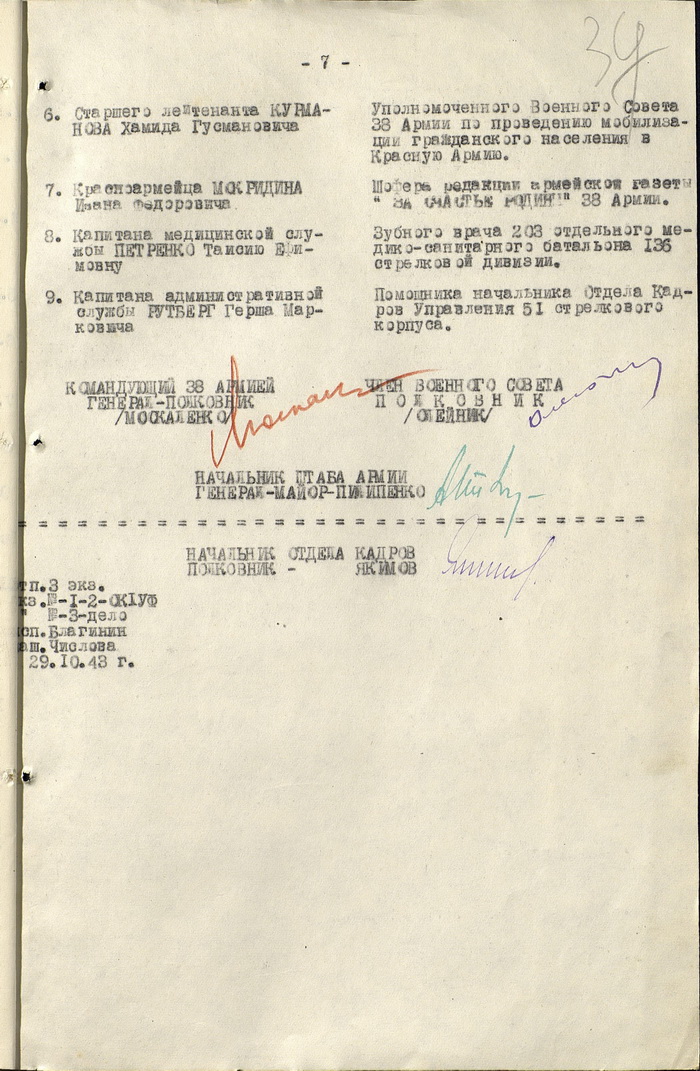 - 7 -
6. Старшего лейтенанта КУРМА-
НОВА Хамида Гусмановича
Уполномоченного Военного Совета
38 Армии по проведению мобилиза-
ции гражданского населения в
Красную Армию.
7. Красноармейца МОКРИДИНА
Ивана Федоровича
Шофера редакции армейской газеты
" ЗА СЧАСТЬЕ РОДИНЫ" 38 Армии.
8. Капитана медицинской слу-
жбы ПЕТРЕНКО Таисию Ефи-
мовну
Зубного врача 203 отдельного ме-
дико-санитарного батальона 136
стрелковой дивизии.
9. Капитана административной
службы РУТБЕРГ Герша Мар-
ковича
Помощника начальника Отдела Кад-
ров Управления 51 стрелкового
корпуса.
КОМАНДУЮЩИЙ 38 АРМИЕЙ
ГЕНЕРАЛ-ПОЛКОВНИК
/МОСКАЛЕНКО/
ЧЛЕН ВОЕННОГО СОВЕТА
П О Л К О В Н И К
/ОЛЕЙНИК/
НАЧАЛЬНИК ШТАБА АРМИИ
ГЕНЕРАЛ-МАЙОР-ПИЛИПЕНКО
НАЧАЛЬНИК ОТДЕЛА КАДРОВ
ПОЛКОВНИК - ЯКИМОВ
тп.3 экз.
кз.№-1-2-ОК1УФ
" №-3-дело
сп.Благинин
аш.Числова
29.10.43 г.